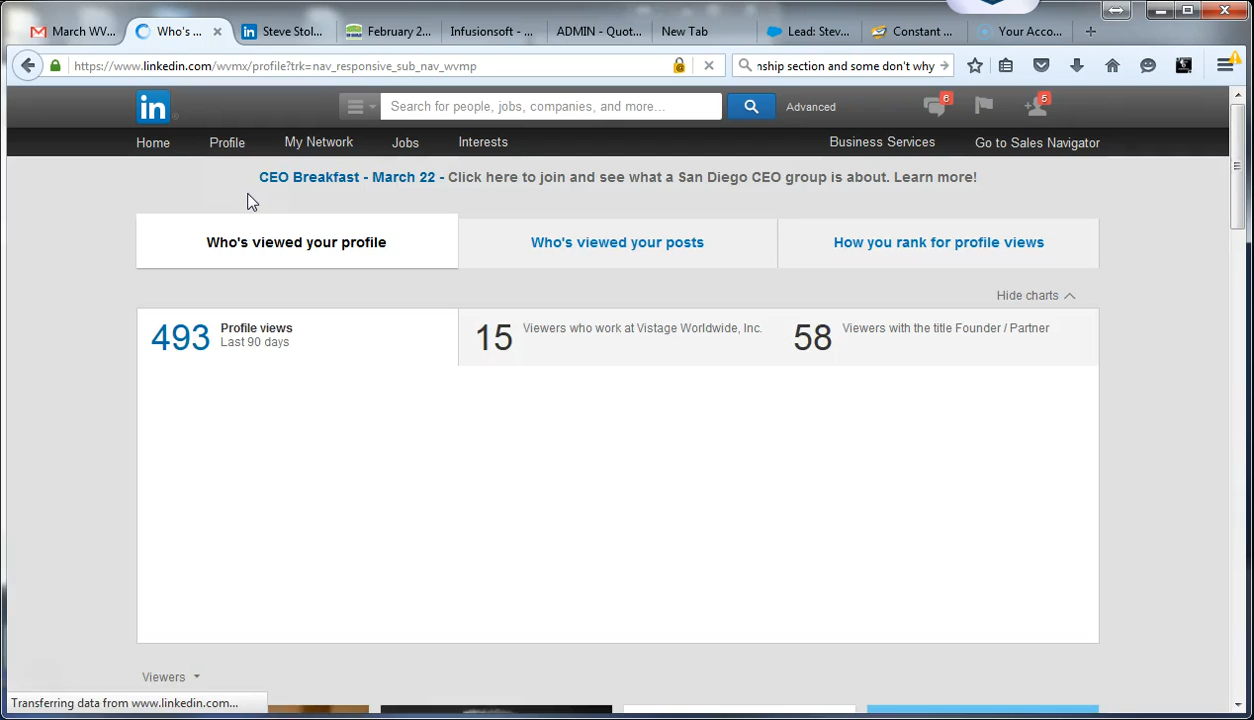 March WV...
Who's ...
Steve Stol...
February 2...
Infusionsoft - ...
ADMIN - Quot...
New Tab
Lead: Stev...
Constant ...
Your Acco...
https://www.linkedin.com/wvmx/profile?trk=nav_responsive_sub_nav_wvmp
ship section and some don't why
in
Search for people, jobs, companies, and more...
Advanced
6
5
Home
Profile
My Network
Jobs
Interests
Business Services
Go to Sales Navigator
CEO Breakfast - March 22 - Click here to join and see what a San Diego CEO group is about. Learn more!
Who's viewed your profile
Who's viewed your posts
How you rank for profile views
Hide charts
493
Profile views
Last 90 days
15
Viewers who work at Vistage Worldwide, Inc.
58
Viewers with the title Founder / Partner
Viewers
Transferring data from www.linkedin.com...